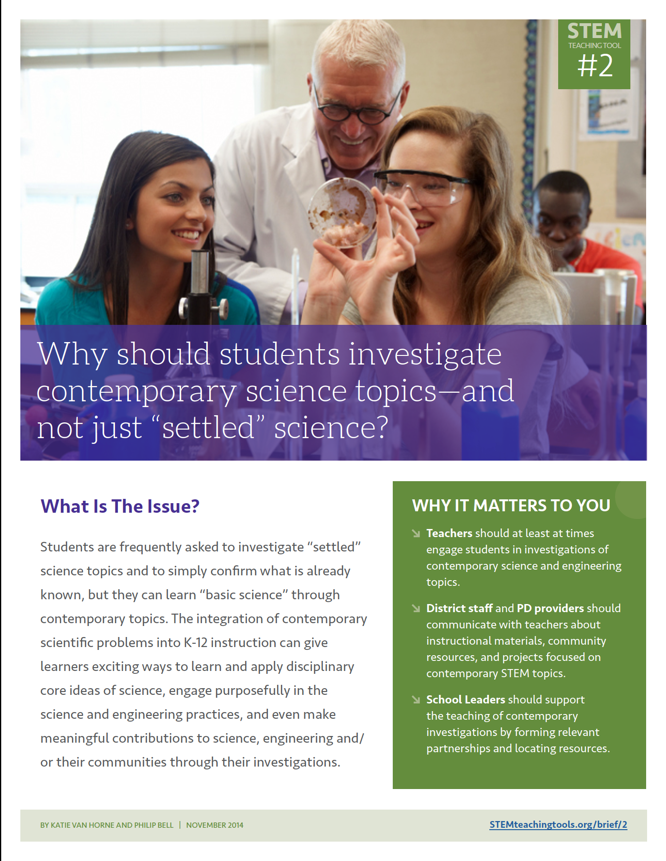 STEM
TEACHING TOOL
#2
Why should students investigate
contemporary science topics—and
not just “settled” science?
What Is The Issue?
Students are frequently asked to investigate “settled”
science topics and to simply confirm what is already
known, but they can learn “basic science” through
contemporary topics. The integration of contemporary
scientific problems into K-12 instruction can give
learners exciting ways to learn and apply disciplinary
core ideas of science, engage purposefully in the
science and engineering practices, and even make
meaningful contributions to science, engineering and/
or their communities through their investigations.
WHY IT MATTERS TO YOU
Teachers should at least at times
engage students in investigations of
contemporary science and engineering
topics.
District staff and PD providers should
communicate with teachers about
instructional materials, community
resources, and projects focused on
contemporary STEM topics.
School Leaders should support
the teaching of contemporary
investigations by forming relevant
partnerships and locating resources.
BY KATIE VAN HORNE AND PHILIP BELL | NOVEMBER 2014
STEMteachingtools.org/brief/2